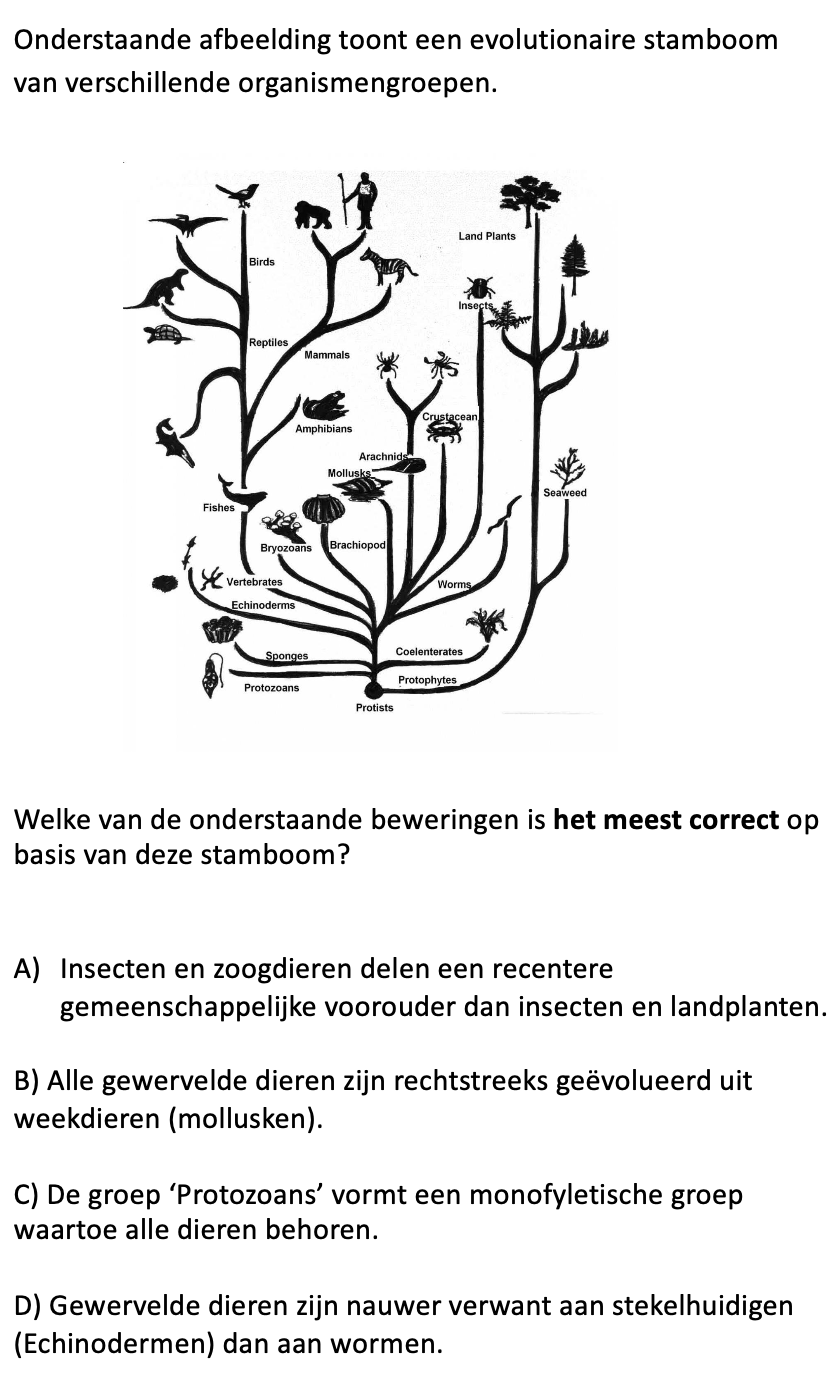 Onderstaande afbeelding toont een evolutionaire stamboom
van verschillende organismengroepen.
Land Plants
Birds
Insects
Reptiles
Mammals
Crustacean
Amphibians
Arachnids
Mollusks
Seaweed
Fishes
Bryozoans
Brachiopod
Vertebrates
Worms
Echinoderms
Coelenterates
Sponges
Protophytes
Protozoans
Protists
Welke van de onderstaande beweringen is het meest correct op
basis van deze stamboom?
A) Insecten en zoogdieren delen een recentere
gemeenschappelijke voorouder dan insecten en landplanten.
B) Alle gewervelde dieren zijn rechtstreeks geëvolueerd uit
weekdieren (mollusken).
C) De groep ‘Protozoans’ vormt een monofyletische groep
waartoe alle dieren behoren.
D) Gewervelde dieren zijn nauwer verwant aan stekelhuidigen
(Echinodermen) dan aan wormen.